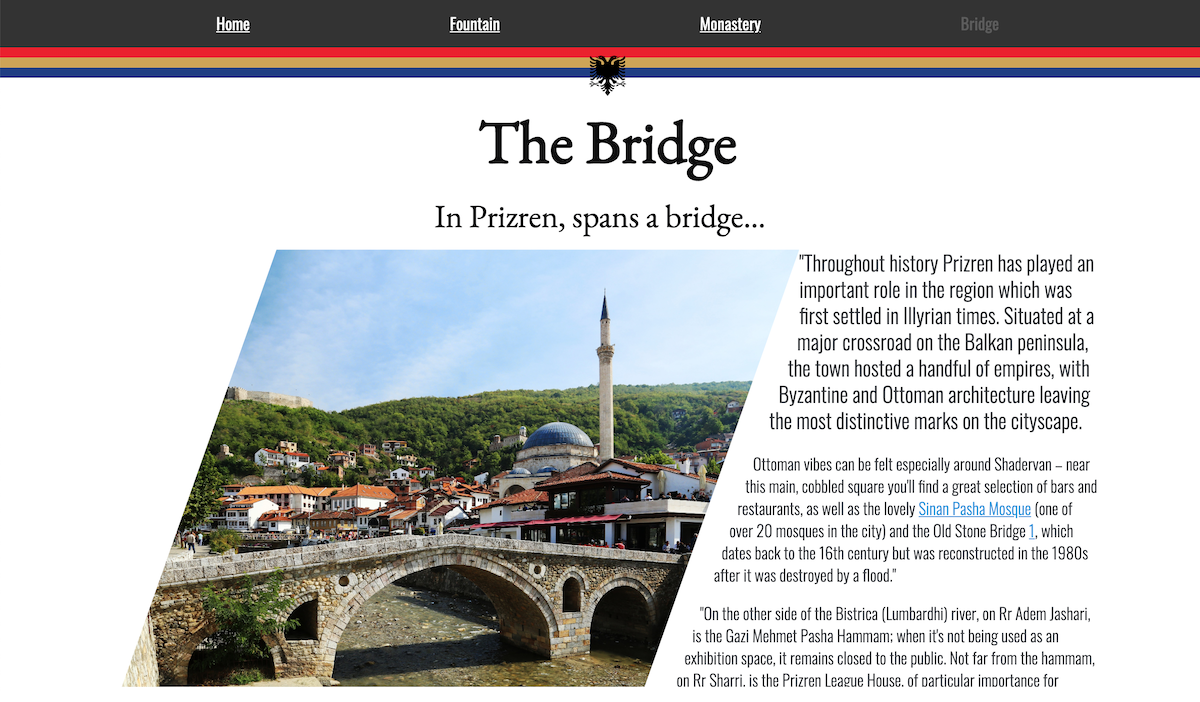 Home Fountain Monastery Bridge
The Bridge
In Prizren, spans a bridge...
"Throughout history Prizren has played an
important role in the region which was
first settled in Illyrian times. Situated at a
major crossroad on the Balkan peninsula,
the town hosted a handful of empires, with
Byzantine and Ottoman architecture leaving
the most distinctive marks on the cityscape.
Ottoman vibes can be felt especially around Shadervan – near
this main, cobbled square you'll find a great selection of bars and
restaurants, as well as the lovely Sinan Pasha Mosque (one of
over 20 mosques in the city) and the Old Stone Bridge 1, which
dates back to the 16th century but was reconstructed in the 1980s
after it was destroyed by a flood."
"On the other side of the Bistrica (Lumbardhi) river, on Rr Adem Jashari,
is the Gazi Mehmet Pasha Hammam; when it's not being used as an
exhibition space, it remains closed to the public. Not far from the hammam,
on Rr Sharri, is the Prizren League House, of particular importance for